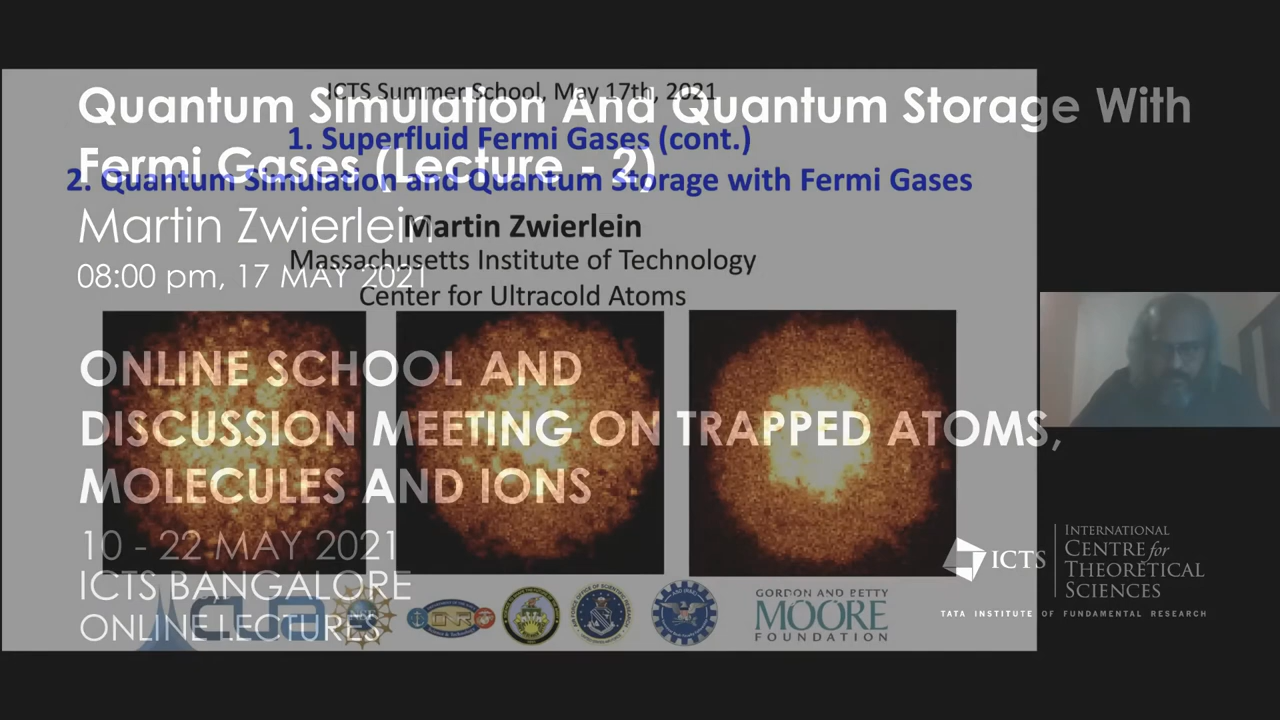 Quantum Simulation And Quantum Storage With
Fermi Gases (Lecture - 2)
Martin Zwierlein
08:00 pm, 17 MAY 2021
ONLINE SCHOOL AND
DISCUSSION MEETING ON TRAPPED ATOMS,
MOLECULES AND IONS
10 - 22 MAY 2021
ICTS BANGALORE
ONLINE LECTURES
ICTS Summer School, May 17th, 2021
1. Superfluid Fermi Gases (cont.)
2. Quantum Simulation and Quantum Storage with Fermi Gases
Martin Zwierlein
Massachusetts Institute of Technology
Center for Ultracold Atoms
GORDON AND BETTY
MOORE
FOUNDATION
ICTS
INTERNATIONAL
CENTRE for
THEORETICAL
SCIENCES
TATA INSTITUTE OF FUNDAMENTAL RESEARCH